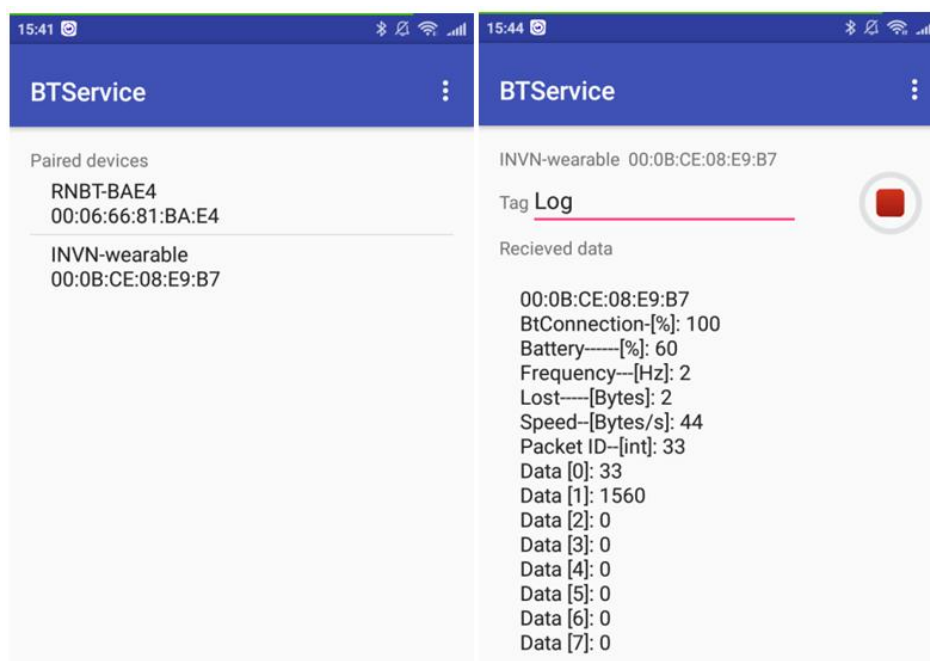 15:41
BTService
Paired devices
RNBT-BAE4
00:06:66:81:BA:E4
INVN-wearable
00:0B:CE:08:E9:B7
15:44
BTService
INVN-wearable 00:0B:CE:08:E9:B7
Tag Log
Recieved data
00:0B:CE:08:E9:B7
BtConnection-[%]: 100
Battery------[%]: 60
Frequency---[Hz]: 2
Lost-----[Bytes]: 2
Speed--[Bytes/s]: 44
Packet ID--[int]: 33
Data [0]: 33
Data [1]: 1560
Data [2]: 0
Data [3]: 0
Data [4]: 0
Data [5]: 0
Data [6]: 0
Data [7]: 0